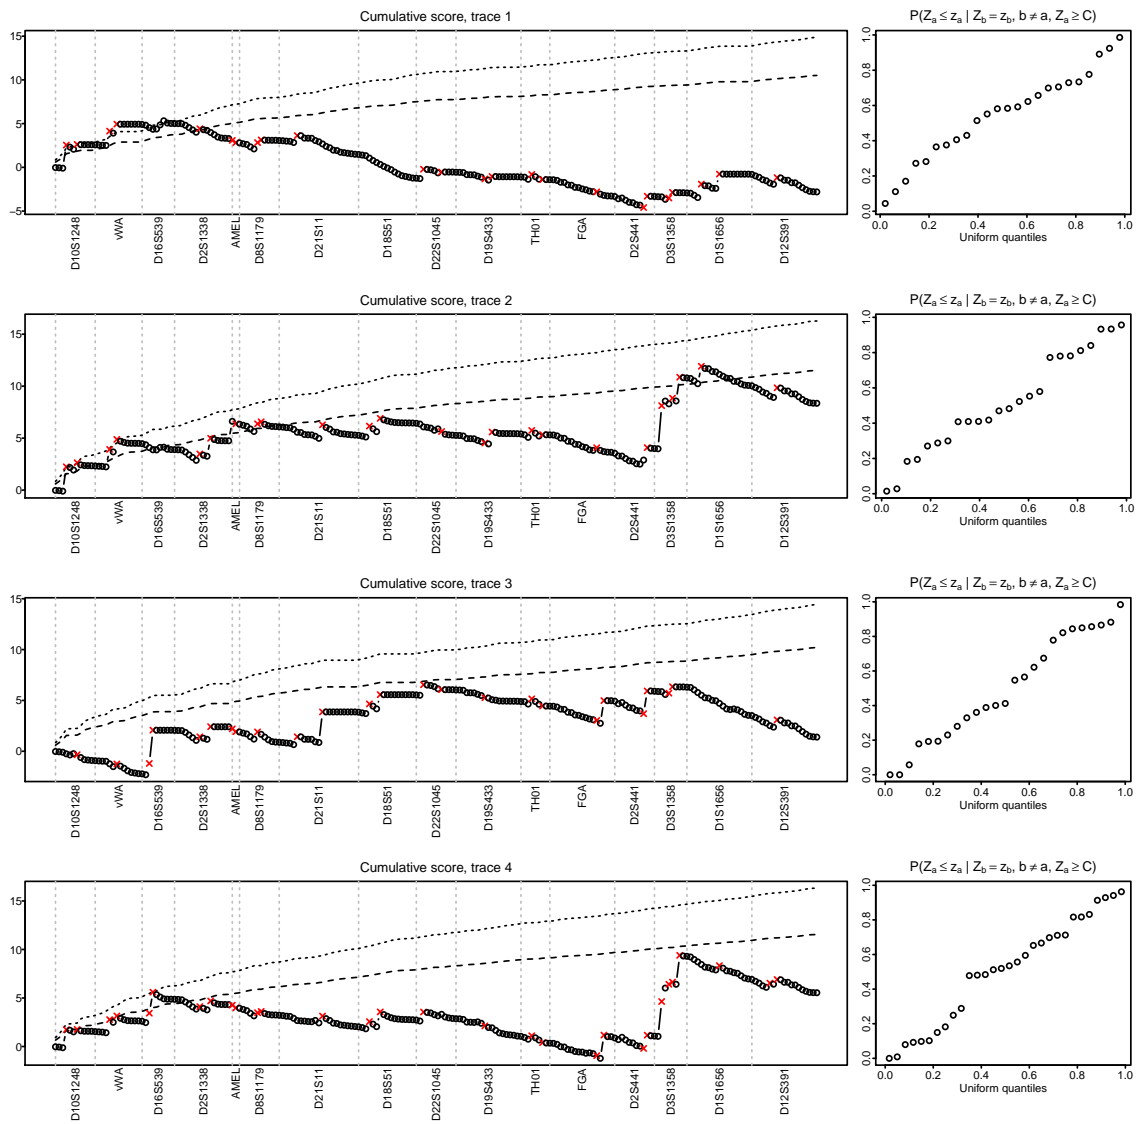 Cumulative score, trace 1
15
10
5
0
−5
D10S1248 vWA D16S539 D2S1338 AMEL D8S1179 D21S11 D18S51 D22S1045 D19S433 TH01 FGA D2S441 D3S1358 D1S1656 D12S391
P(Zₐ ≤ zₐ | Z_b = z_b, b ≠ a, Zₐ ≥ C)
1.0
0.8
0.6
0.4
0.2
0.0
0.0 0.2 0.4 0.6 0.8 1.0
Uniform quantiles
Cumulative score, trace 2
15
10
5
0
D10S1248 vWA D16S539 D2S1338 AMEL D8S1179 D21S11 D18S51 D22S1045 D19S433 TH01 FGA D2S441 D3S1358 D1S1656 D12S391
P(Zₐ ≤ zₐ | Z_b = z_b, b ≠ a, Zₐ ≥ C)
1.0
0.8
0.6
0.4
0.2
0.0
0.0 0.2 0.4 0.6 0.8 1.0
Uniform quantiles
Cumulative score, trace 3
15
10
5
0
D10S1248 vWA D16S539 D2S1338 AMEL D8S1179 D21S11 D18S51 D22S1045 D19S433 TH01 FGA D2S441 D3S1358 D1S1656 D12S391
P(Zₐ ≤ zₐ | Z_b = z_b, b ≠ a, Zₐ ≥ C)
1.0
0.8
0.6
0.4
0.2
0.0
0.0 0.2 0.4 0.6 0.8 1.0
Uniform quantiles
Cumulative score, trace 4
15
10
5
0
D10S1248 vWA D16S539 D2S1338 AMEL D8S1179 D21S11 D18S51 D22S1045 D19S433 TH01 FGA D2S441 D3S1358 D1S1656 D12S391
P(Zₐ ≤ zₐ | Z_b = z_b, b ≠ a, Zₐ ≥ C)
1.0
0.8
0.6
0.4
0.2
0.0
0.0 0.2 0.4 0.6 0.8 1.0
Uniform quantiles